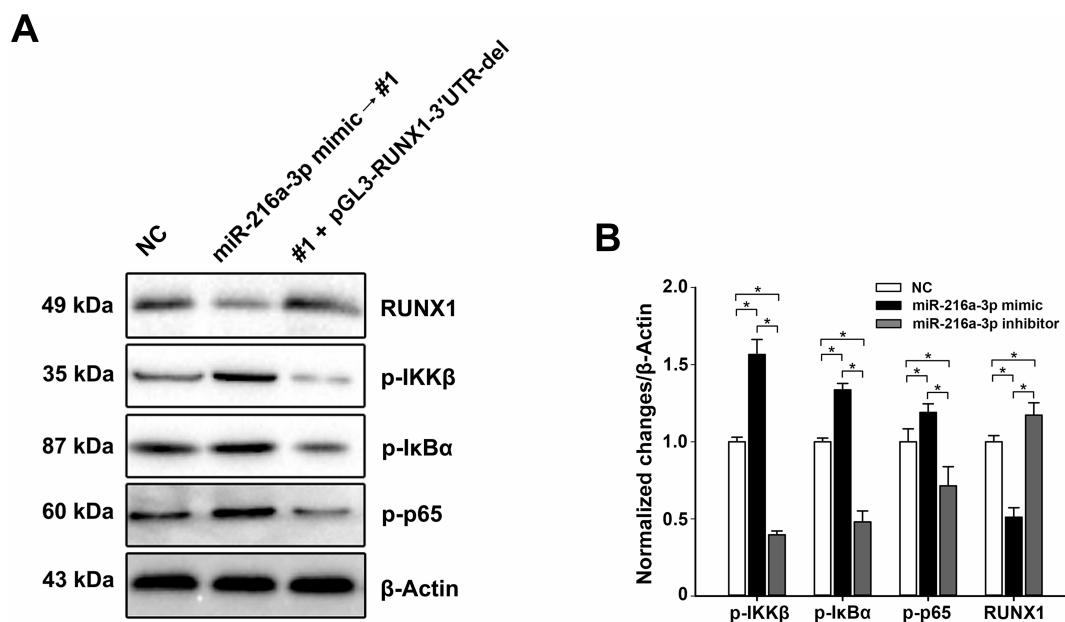 A
NC
miR-216a-3p mimic → #1
#1 + pGL3-RUNX1-3'UTR-del
49 kDa RUNX1
35 kDa p-IKKβ
87 kDa p-IκBα
60 kDa p-p65
43 kDa β-Actin
B
Normalized changes/β-Actin
2.0
1.5
1.0
0.5
0
NC
miR-216a-3p mimic
miR-216a-3p inhibitor
* * * *
* * * *
* * * *
p-IKKβ p-IκBα p-p65 RUNX1